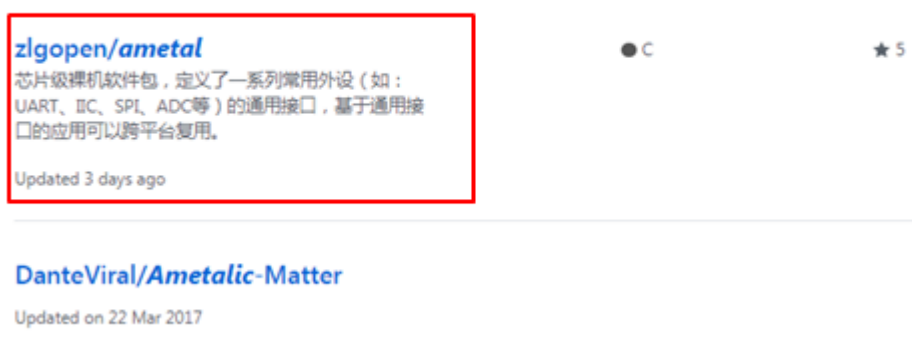 zlgopen/ametal
C
5
芯片级裸机软件包，定义了一系列常用外设（如：
UART、IIC、SPI、ADC等）的通用接口，基于通用接
口的应用可以跨平台复用。
Updated 3 days ago
DanteViral/Ametalic-Matter
Updated on 22 Mar 2017